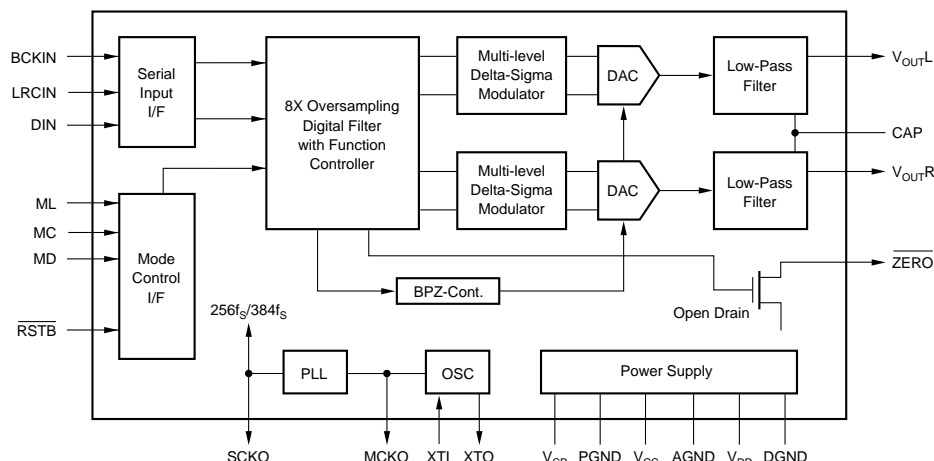 BCKIN
LRCIN
DIN
Serial
Input
I/F
8X Oversampling
Digital Filter
with Function
Controller
Multi-level
Delta-Sigma
Modulator
DAC
Low-Pass
Filter
VOUTL
CAP
Multi-level
Delta-Sigma
Modulator
DAC
Low-Pass
Filter
VOUTR
ML
MC
MD
RSTB
Mode
Control
I/F
BPZ-Cont.
Open Drain
ZERO
256fS/384fS
PLL
OSC
Power Supply
SCKO
MCKO
XTI
XTO
PGND
AGND
DGND